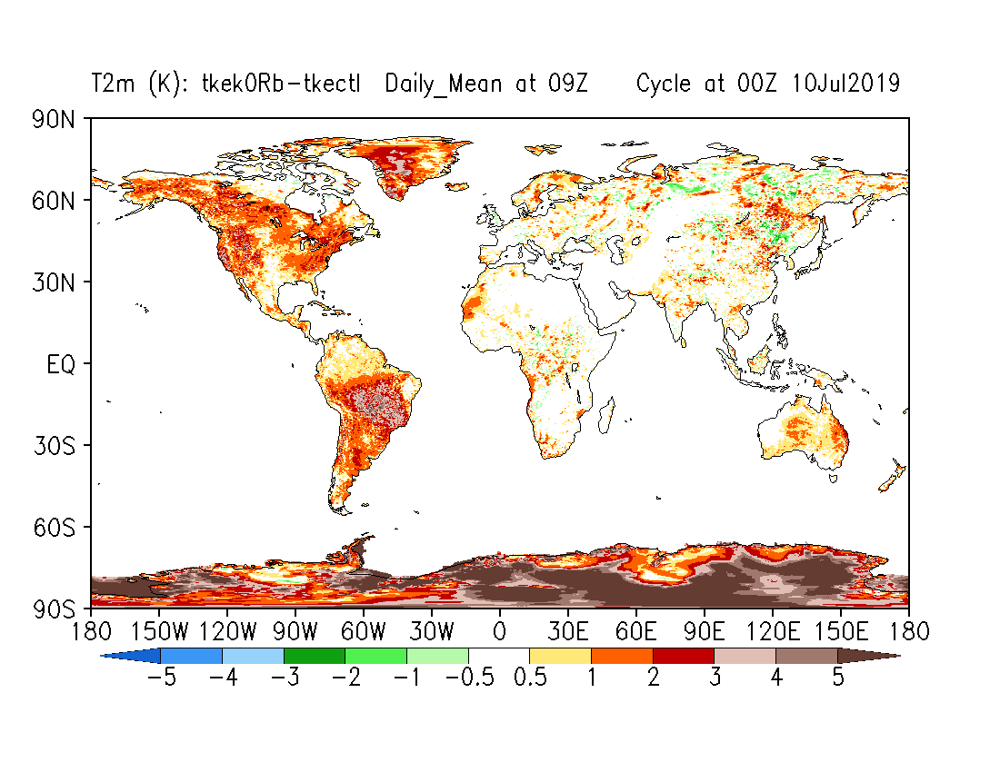 T2m (K): tkek0Rb-tkectl Daily_Mean at 09Z Cycle at 00Z 10Jul2019
90N
60N
30N
EQ
30S
60S
90S
180 150W 120W 90W 60W 30W 0 30E 60E 90E 120E 150E 180
-5 -4 -3 -2 -1 -0.5 0.5 1 2 3 4 5